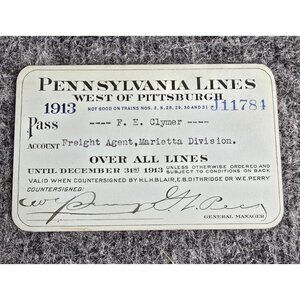 PENNSYLVANIA LINES
WEST OF PITTSBURGH
1913 NOT GOOD ON TRAINS NOS. 28, 29, 30 AND 31 J11784
Pass ---- F. E. Clymer ----
ACCOUNT Freight Agent, Marietta Division.
OVER ALL LINES
UNTIL DECEMBER 31ST 1913 UNLESS OTHERWISE ORDERED AND SUBJECT TO CONDITIONS ON BACK
VALID WHEN COUNTERSIGNED BY H.L.H.BLAIR, E.B.DITHRIDGE OR W.E.PERRY
COUNTERSIGNED:
GENERAL MANAGER